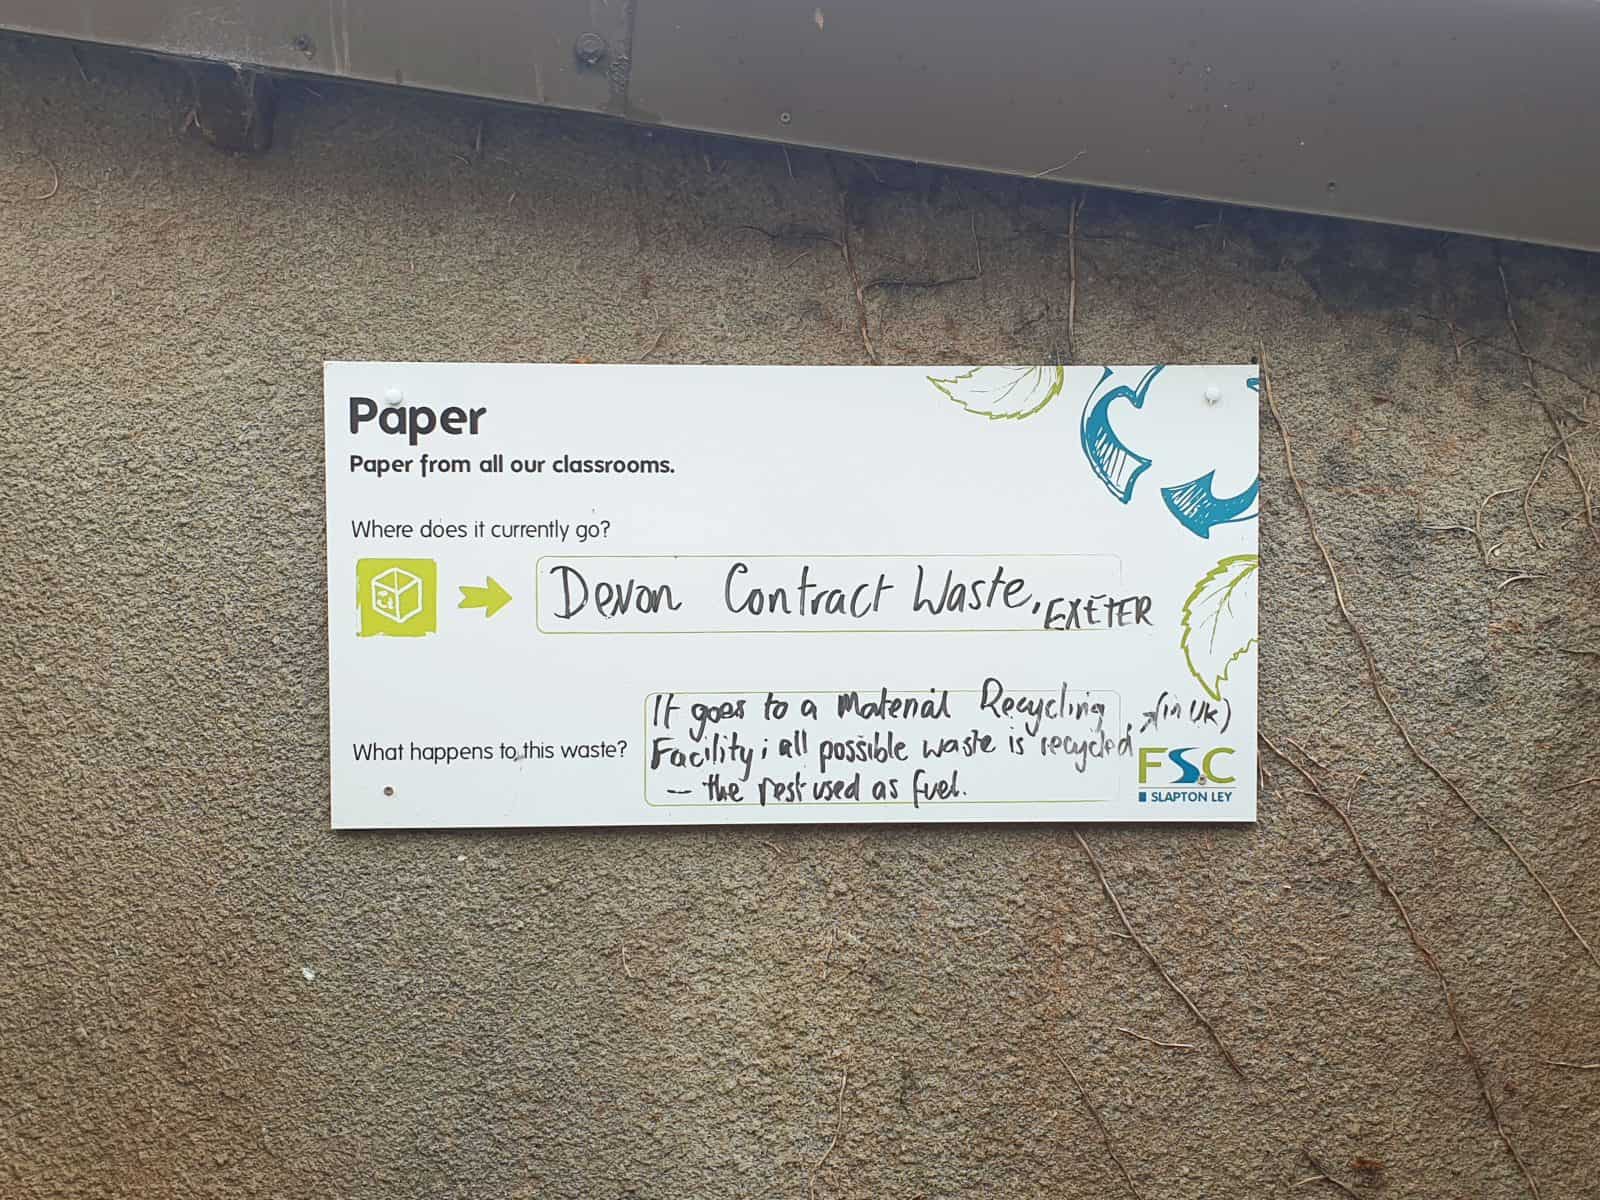 Paper
Paper from all our classrooms.
Where does it currently go?
Devon Contract Waste, EXETER
What happens to this waste?
It goes to a Material Recycling (in UK)
Facility; all possible waste is recycled,
— the rest used as fuel.
FSC
SLAPTON LEY